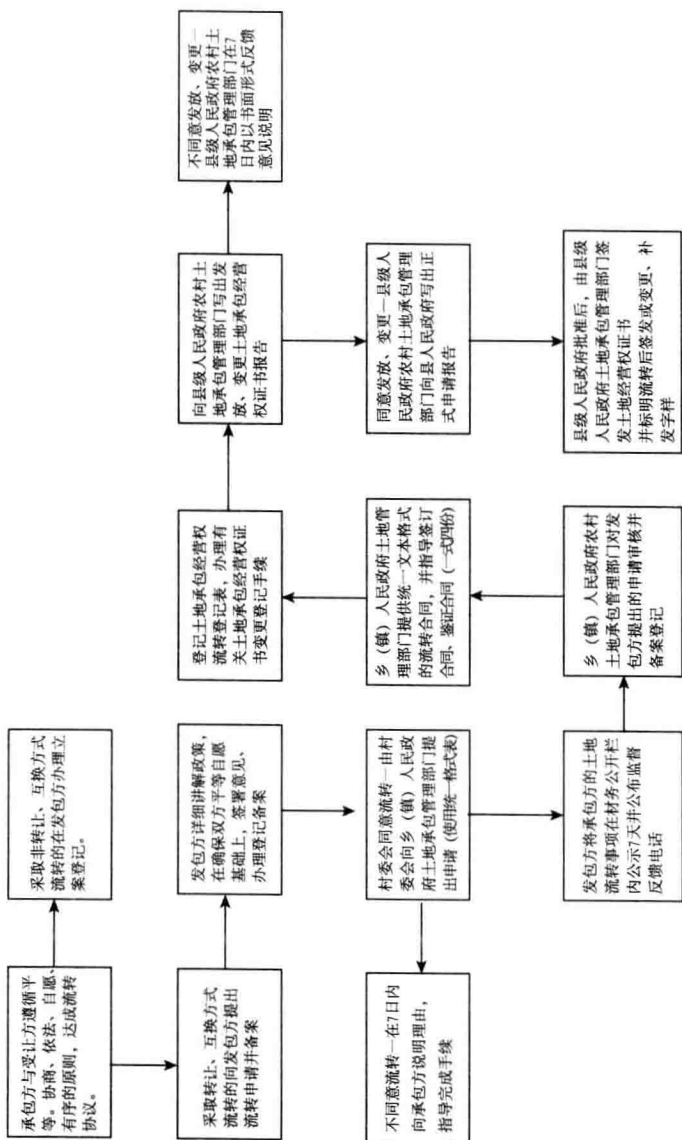 承包方与受让方遵循平
等。协商、依法、自愿、
有序的原则，达成流转
协议。
采取非转让、互换方式
流转的在发包方办理立
案登记。
采取转让、互换方式
流转的向发包方提出
流转申请并备案
发包方详细讲解政策，
在确保双方平等自愿
基础上，签署意见、
办理登记备案
村委会同意流转—由村
委会向乡（镇）人民政
府土地承包管理部门提
出申请（使用统一格式表）
不同意流转—在7日内
向承包方说明理由，
指导完成手续
发包方将承包方的土地
流转事项在村务公开栏
内公示7天并公布监督
反馈电话
乡（镇）人民政府农村
土地承包管理部门对发
包方提出的申请审核并
备案登记
乡（镇）人民政府土地管
理部门提供统一文本格式
的流转合同，并指导签订
合同、鉴证合同（一式四份）
登记土地承包经营权
流转登记表，办理有
关土地承包经营权证
书变更登记手续
向县级人民政府农村土
地承包管理部门写出发
放、变更土地承包经营
权证书报告
不同意发放、变更—
县级人民政府农村土
地承包管理部门在7
日内以书面形式反馈
意见说明
同意发放、变更—县级人
民政府农村土地承包管理
部门向县人民政府写出正
式申请报告
县级人民政府批准后，由县级
人民政府土地承包管理部门签
发土地经营权证书
并标明流转后签发或变更、补
发字样